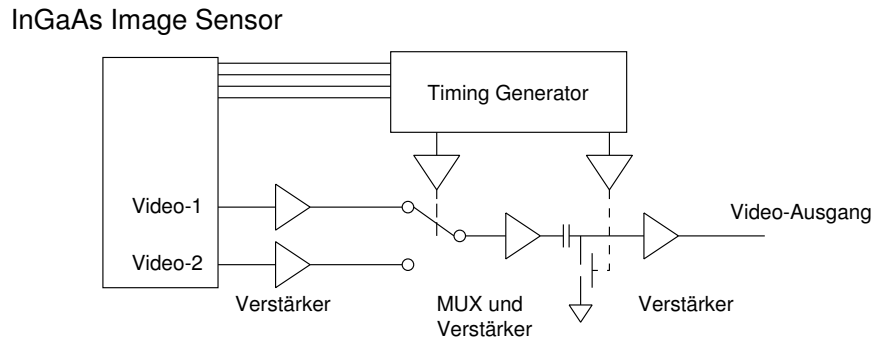 InGaAs Image Sensor
Timing Generator
Video-1
Video-Ausgang
Video-2
Verstärker
MUX und
Verstärker
Verstärker